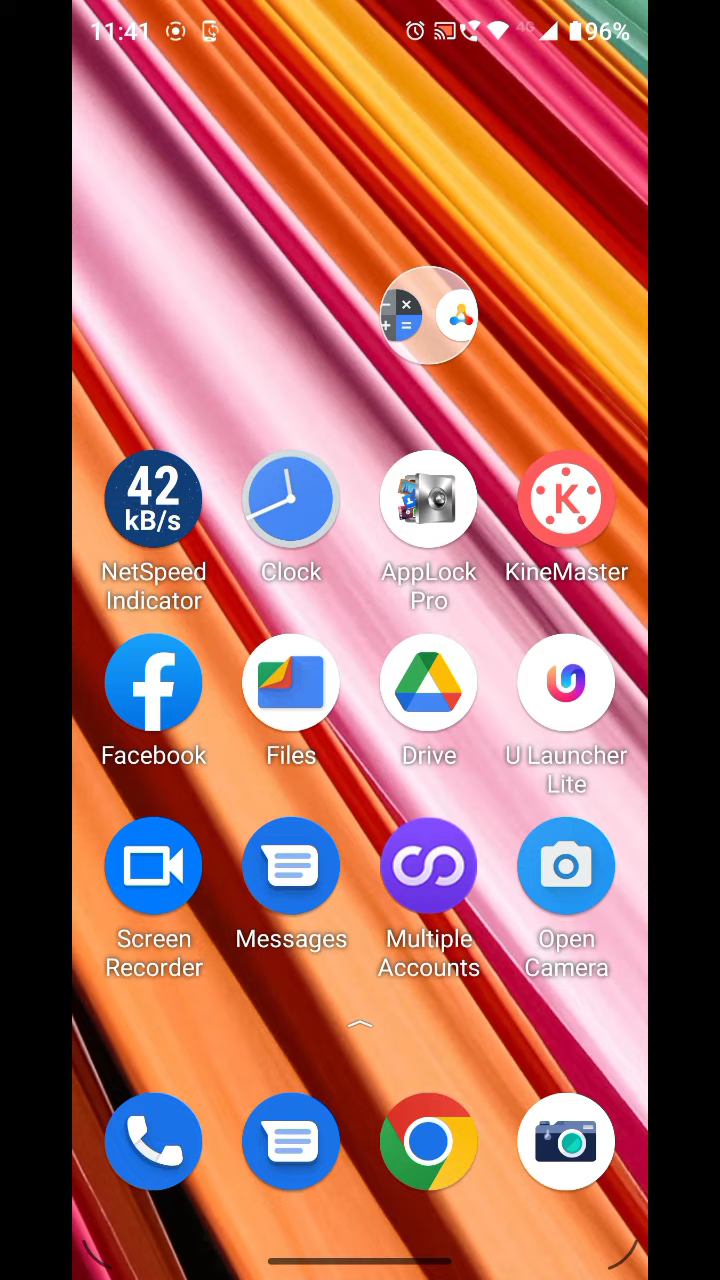 11:41 4G 96%
42
kB/s
NetSpeed Indicator
Clock
AppLock Pro
KineMaster
Facebook
Files
Drive
U Launcher Lite
Screen Recorder
Messages
Multiple Accounts
Open Camera